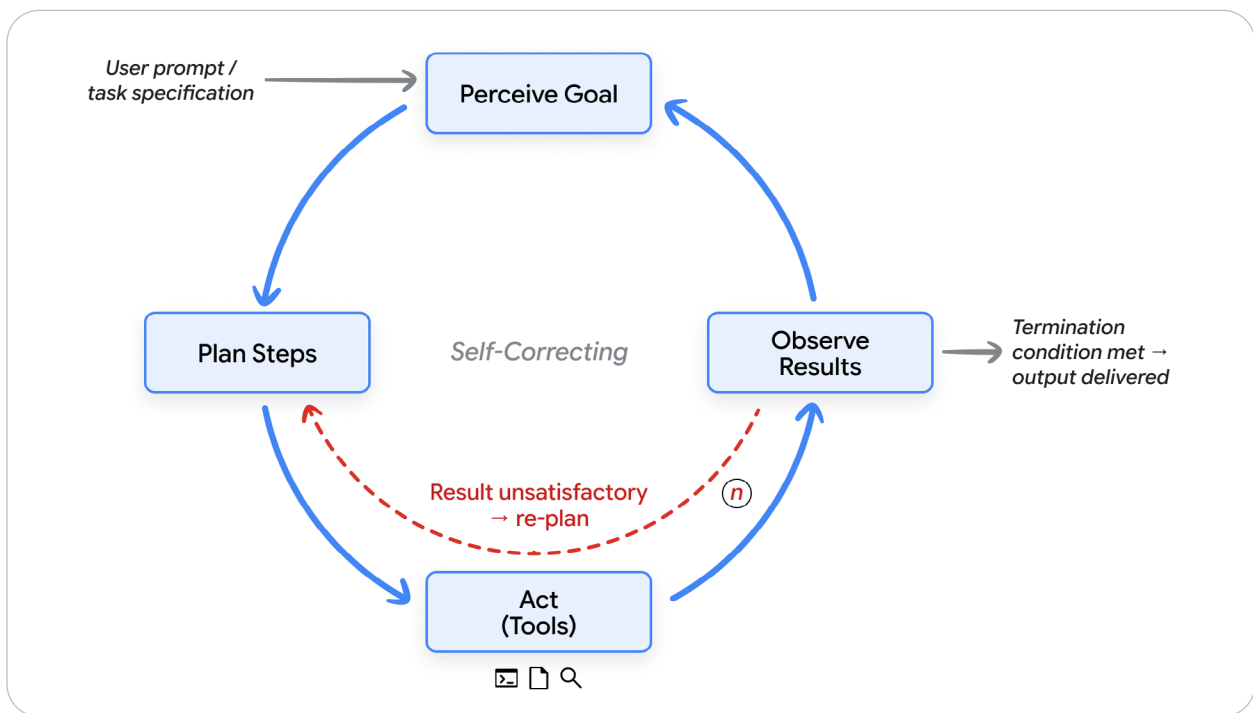 User prompt /
task specification
Perceive Goal
Plan Steps
Self-Correcting
Observe
Results
Termination
condition met →
output delivered
Result unsatisfactory
→ re-plan
n
Act
(Tools)